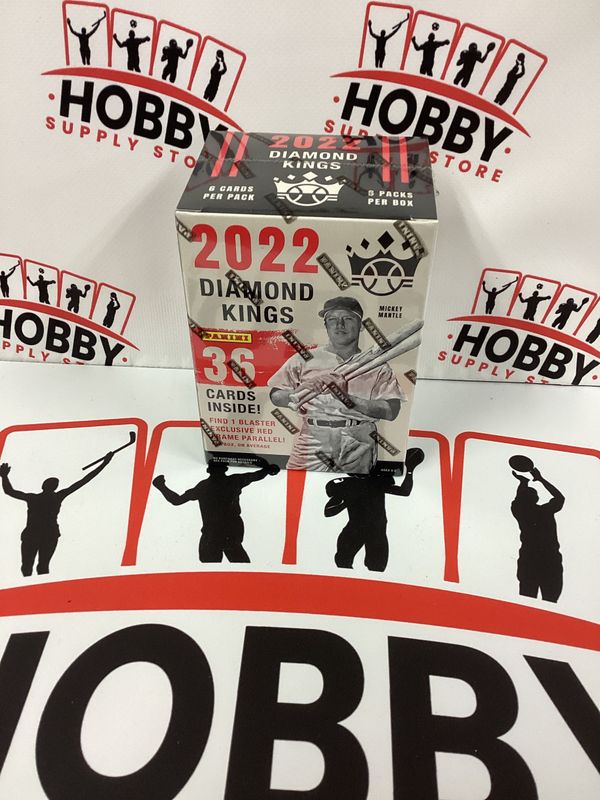 HOBBY
SUPPLY STORE
HOBBY
SUPPLY STORE
2022
DIAMOND
KINGS
6 CARDS
PER PACK
PER BOX
2022
DIAMOND
KINGS
MICKEY
MANTLE
PANINI
36
CARDS
INSIDE!
FIND 1 BLASTER
EXCLUSIVE RED
FRAME PARALLEL!
HOBBY
SUPPLY STORE
HOBBY
SUPPLY STORE
HOBBY